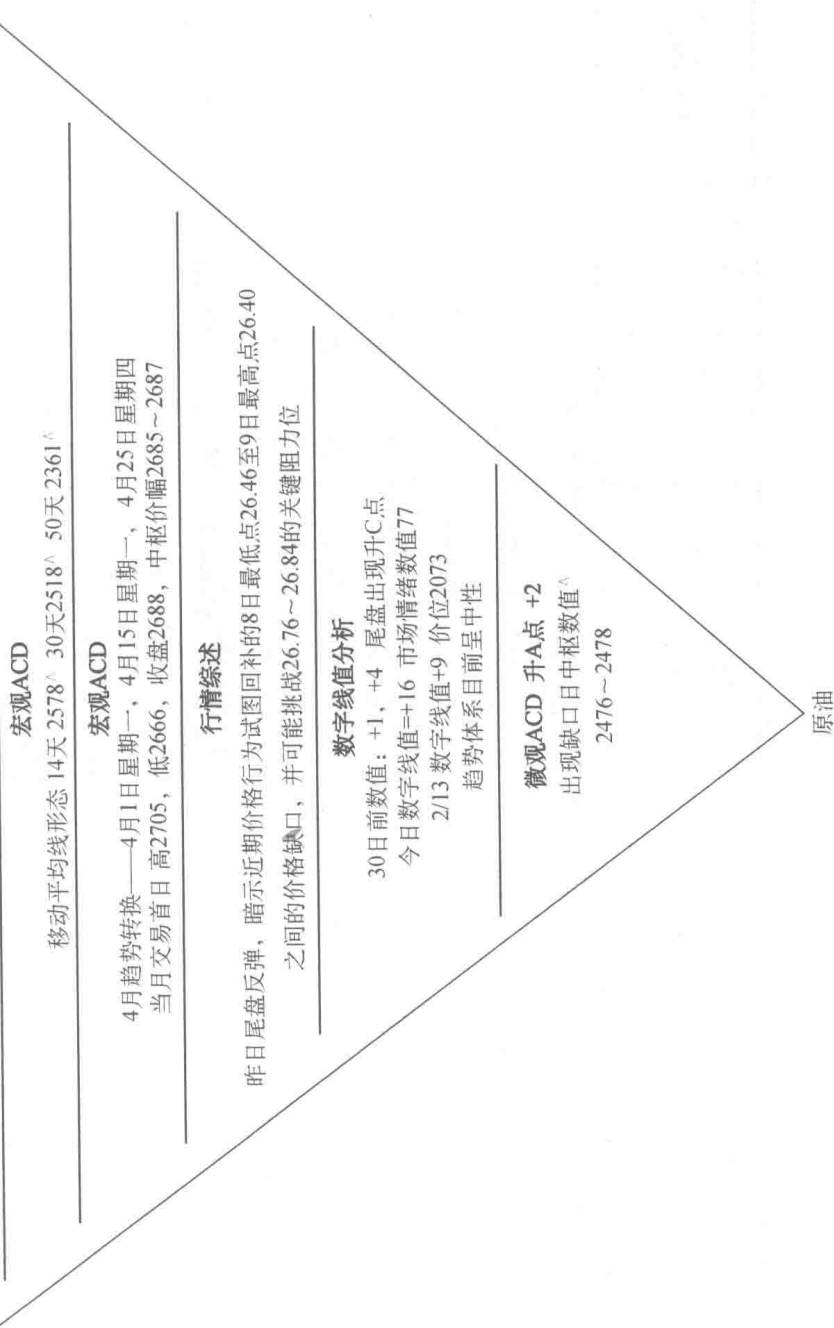 宏观ACD
移动平均线形态 14天 2578^ 30天2518^ 50天 2361^
宏观ACD
4月趋势转换——4月1日星期一，4月15日星期一，4月25日星期四
当月交易首日 高2705，低2666，收盘2688，中枢价幅2685～2687
行情综述
昨日尾盘反弹，暗示近期价格行为试图回补的8日最低点26.46至9日最高点26.40
之间的价格缺口，并可能挑战26.76～26.84的关键阻力位
数字线值分析
30日前数值：+1，+4 尾盘出现升C点
今日数字线值=+16 市场情绪数值77
2/13 数字线值+9 价位2073
趋势体系目前呈中性
微观ACD 升A点 +2
出现缺口日中枢数值^
2476～2478
原油